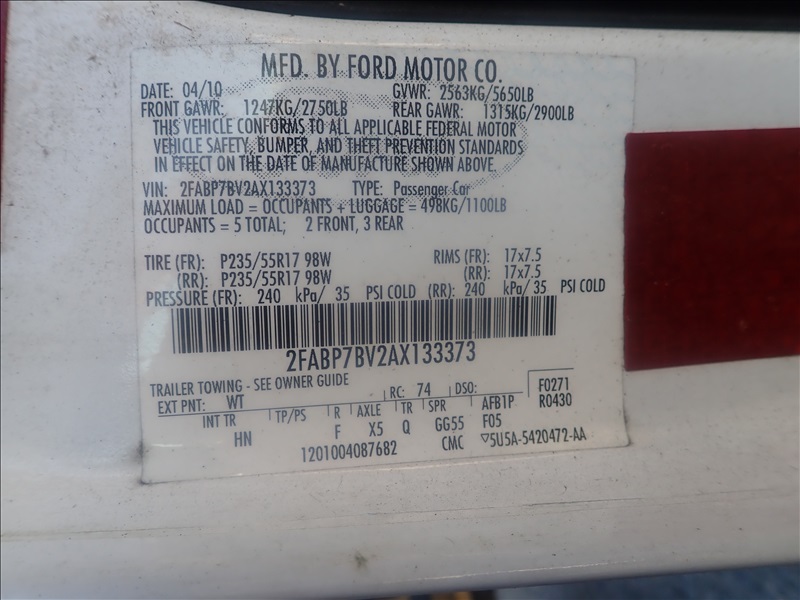 MFD. BY FORD MOTOR CO.
DATE: 04/10 GVWR: 2563KG/5650LB
FRONT GAWR: 1247KG/2750LB REAR GAWR: 1315KG/2900LB
THIS VEHICLE CONFORMS TO ALL APPLICABLE FEDERAL MOTOR
VEHICLE SAFETY, BUMPER, AND THEFT PREVENTION STANDARDS
IN EFFECT ON THE DATE OF MANUFACTURE SHOWN ABOVE.
VIN: 2FABP7BV2AX133373 TYPE: Passenger Car
MAXIMUM LOAD = OCCUPANTS + LUGGAGE = 498KG/1100LB
OCCUPANTS = 5 TOTAL; 2 FRONT, 3 REAR
TIRE (FR): P235/55R17 98W RIMS (FR): 17x7.5
(RR): P235/55R17 98W (RR): 17x7.5
PRESSURE (FR): 240 kPa/ 35 PSI COLD (RR): 240 kPa/ 35 PSI COLD
2FABP7BV2AX133373
TRAILER TOWING - SEE OWNER GUIDE
EXT PNT: WT RC: 74 DSO: F0271
R0430
INT TR TP/PS R AXLE TR SPR AFB1P
HN F X5 Q GG55 F05
1201004087682 CMC ▽5U5A-5420472-AA